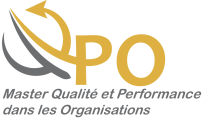 QPO
Master Qualité et Performance
dans les Organisations